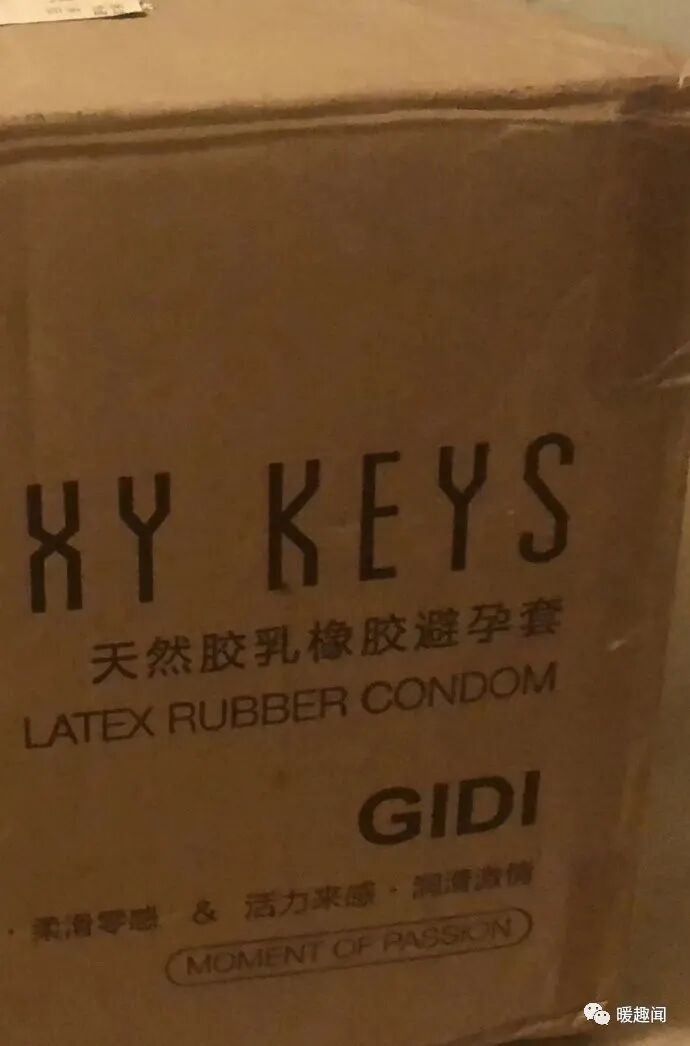 XY KEYS
天然胶乳橡胶避孕套
LATEX RUBBER CONDOM
GIDI
· 柔滑零感 & 活力来感 · 润滑激情
MOMENT OF PASSION
暖趣闻